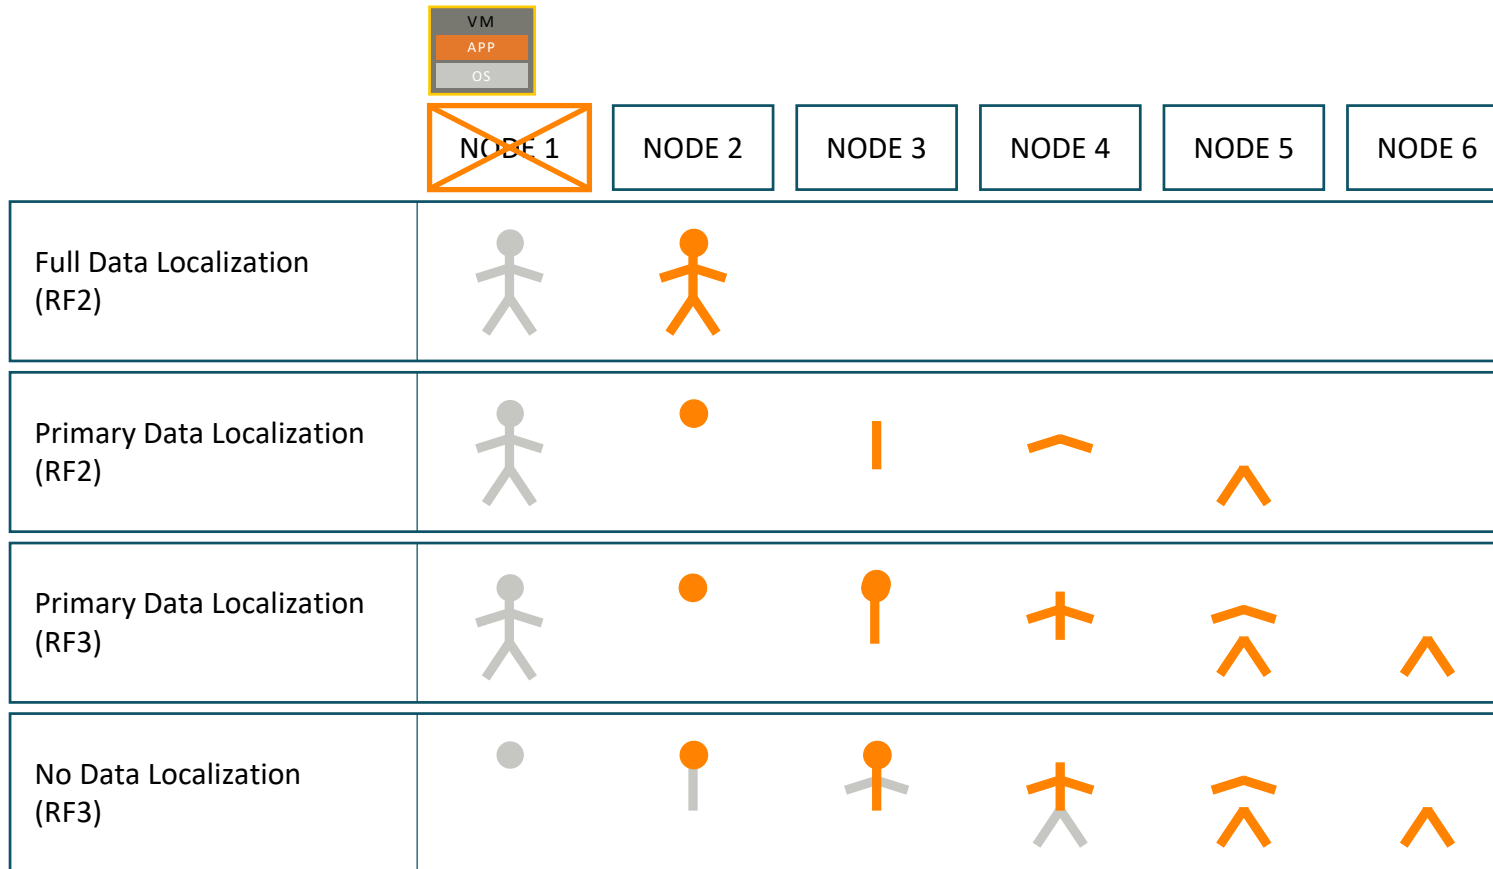 VM
APP
OS
NODE 1
NODE 2
NODE 3
NODE 4
NODE 5
NODE 6
Full Data Localization
(RF2)
Primary Data Localization
(RF2)
Primary Data Localization
(RF3)
No Data Localization
(RF3)